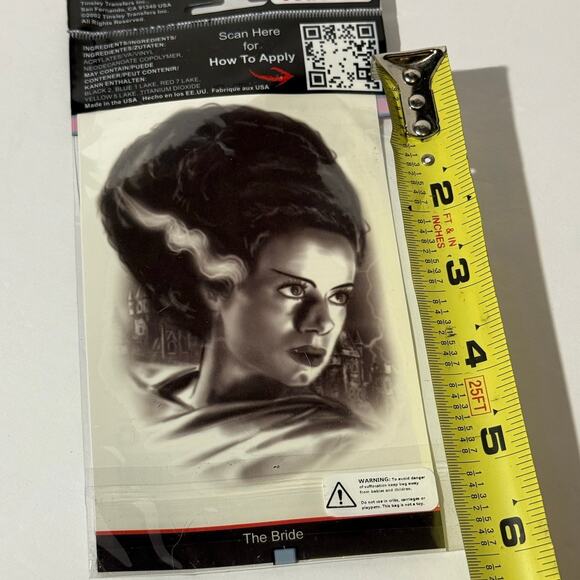 Tinsley Transfers Inc.
San Fernando, CA 91340 USA
©2002 Tinsley Transfers Inc.
All Rights Reserved.
INGREDIENTS/INGREDIENTS/
INGREDIENTES/ZUTATEN:
ACRYLATES/VA/VINYL
NEODECANOATE COPOLYMER,
MAY CONTAIN/PUEDE
CONTENER/PEUT CONTENIR/
KANN ENTHALTEN:
BLACK 2, BLUE 1 LAKE, RED 7 LAKE,
YELLOW 5 LAKE, TITANIUM DIOXIDE
Made in the USA Hecho en los EE.UU. Fabriqué aux USA
Scan Here
for
How To Apply
2
FT & IN
INCHES
3
4
25FT
5
6
WARNING: To avoid danger
of suffocation keep bag away
from babies and children.
Do not use in cribs, carriages or
playpens. This bag is not a toy.
The Bride